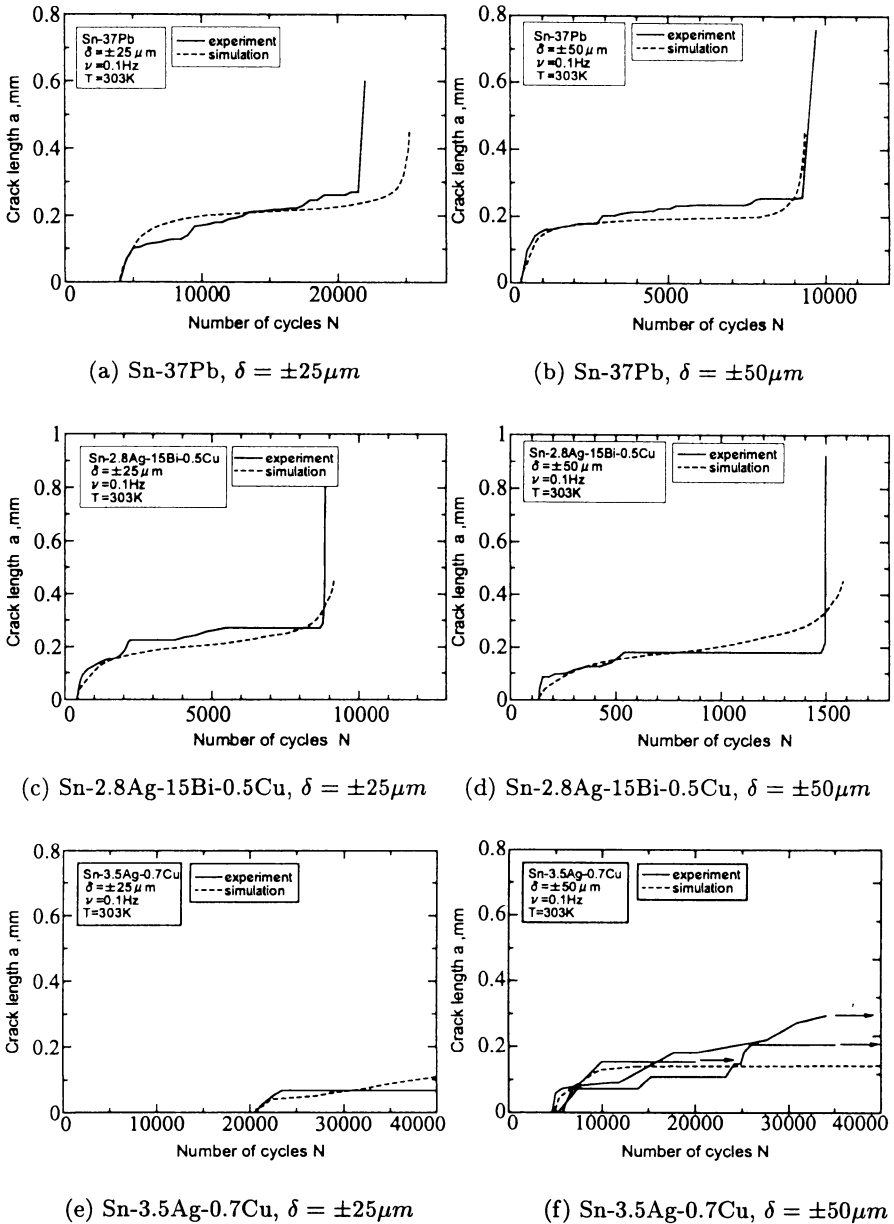 Sn-37Pb
δ=±25μm
ν=0.1Hz
T=303K
experiment
simulation
0.8
0.6
0.4
0.2
0
Crack length a ,mm
0 10000 20000
Number of cycles N
(a) Sn-37Pb, δ = ±25μm
Sn-37Pb
δ=±50μm
ν=0.1Hz
T=303K
experiment
simulation
0.8
0.6
0.4
0.2
0
Crack length a ,mm
0 5000 10000
Number of cycles N
(b) Sn-37Pb, δ = ±50μm
Sn-2.8Ag-15Bi-0.5Cu
δ=±25μm
ν=0.1Hz
T=303K
experiment
simulation
1
0.8
0.6
0.4
0.2
0
Crack length a ,mm
0 5000 10000
Number of cycles N
(c) Sn-2.8Ag-15Bi-0.5Cu, δ = ±25μm
Sn-2.8Ag-15Bi-0.5Cu
δ=±50μm
ν=0.1Hz
T=303K
experiment
simulation
1
0.8
0.6
0.4
0.2
0
Crack length a ,mm
0 500 1000 1500
Number of cycles N
(d) Sn-2.8Ag-15Bi-0.5Cu, δ = ±50μm
Sn-3.5Ag-0.7Cu
δ=±25μm
ν=0.1Hz
T=303K
experiment
simulation
0.8
0.6
0.4
0.2
0
Crack length a ,mm
0 10000 20000 30000 40000
Number of cycles N
(e) Sn-3.5Ag-0.7Cu, δ = ±25μm
Sn-3.5Ag-0.7Cu
δ=±50μm
ν=0.1Hz
T=303K
experiment
simulation
0.8
0.6
0.4
0.2
0
Crack length a ,mm
0 10000 20000 30000 40000
Number of cycles N
(f) Sn-3.5Ag-0.7Cu, δ = ±50μm